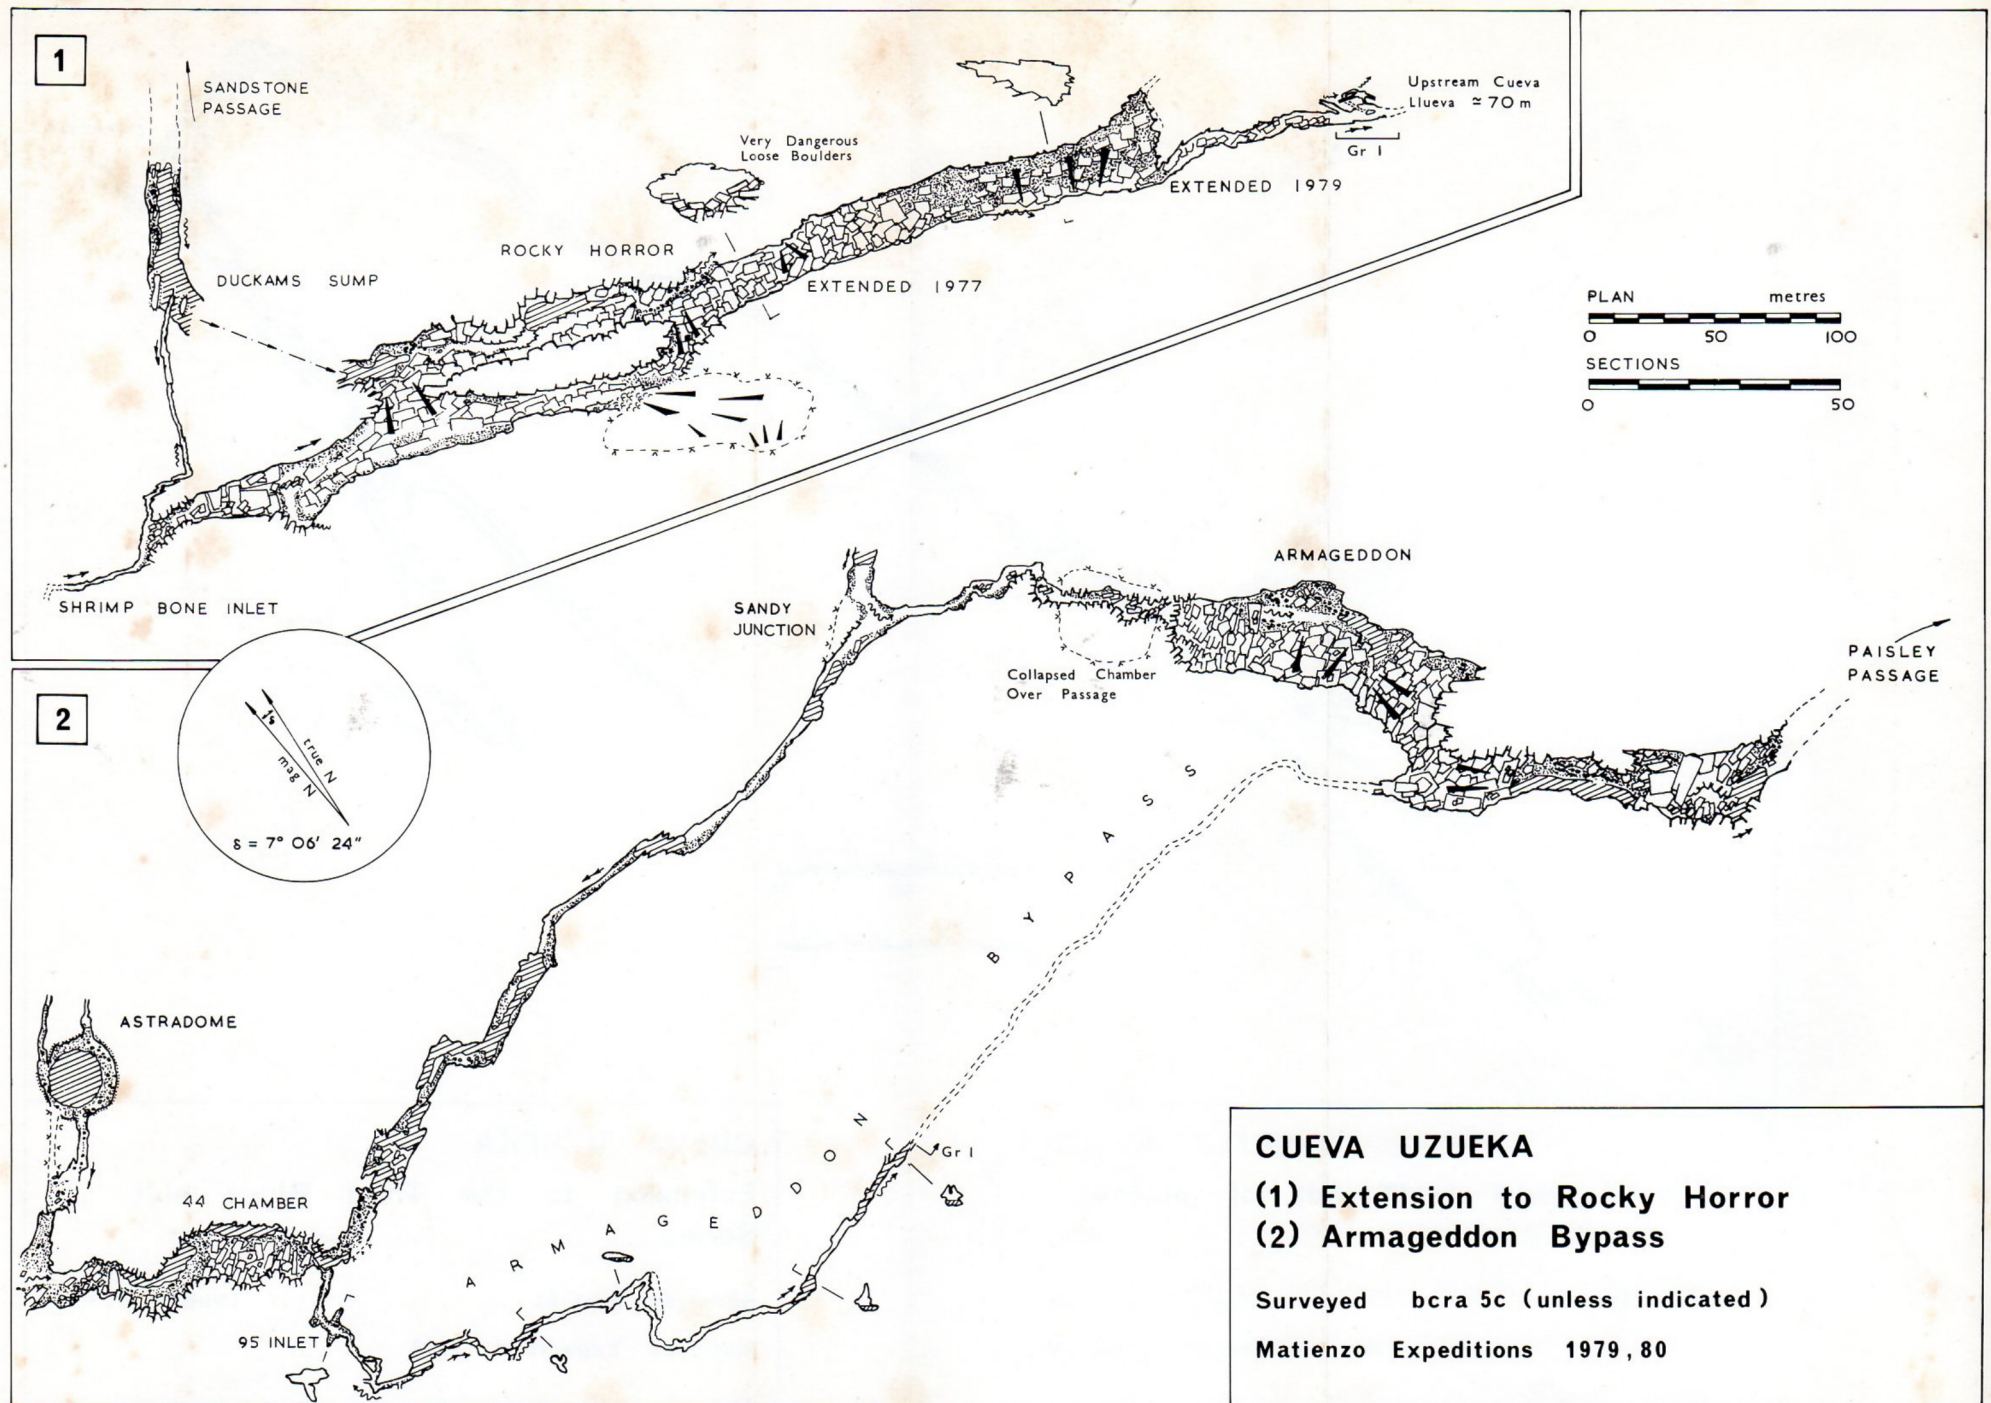 1
SANDSTONE
PASSAGE
Very Dangerous
Loose Boulders
Upstream Cueva
Llueva ≃ 70 m
Gr 1
EXTENDED 1979
ROCKY HORROR
DUCKAMS SUMP
EXTENDED 1977
SHRIMP BONE INLET
PLAN metres
0 50 100
SECTIONS
0 50
2
true N
mag N
δ = 7° 06' 24"
SANDY
JUNCTION
ARMAGEDDON
Collapsed Chamber
Over Passage
PAISLEY
PASSAGE
ASTRADOME
44 CHAMBER
95 INLET
ARMAGEDDON BYPASS
Gr 1
CUEVA UZUEKA
(1) Extension to Rocky Horror
(2) Armageddon Bypass
Surveyed bcra 5c (unless indicated)
Matienzo Expeditions 1979, 80